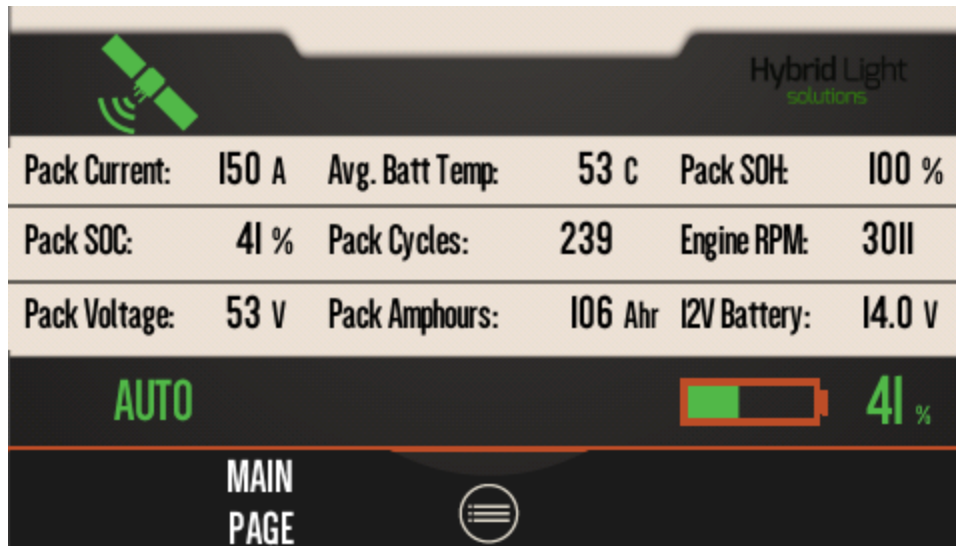 Hybrid Light
solutions
Pack Current: 150 A Avg. Batt Temp: 53 C Pack SOH: 100 %
Pack SOC: 41 % Pack Cycles: 239 Engine RPM: 3011
Pack Voltage: 53 V Pack Amphours: 106 Ahr 12V Battery: 14.0 V
AUTO 41 %
MAIN
PAGE